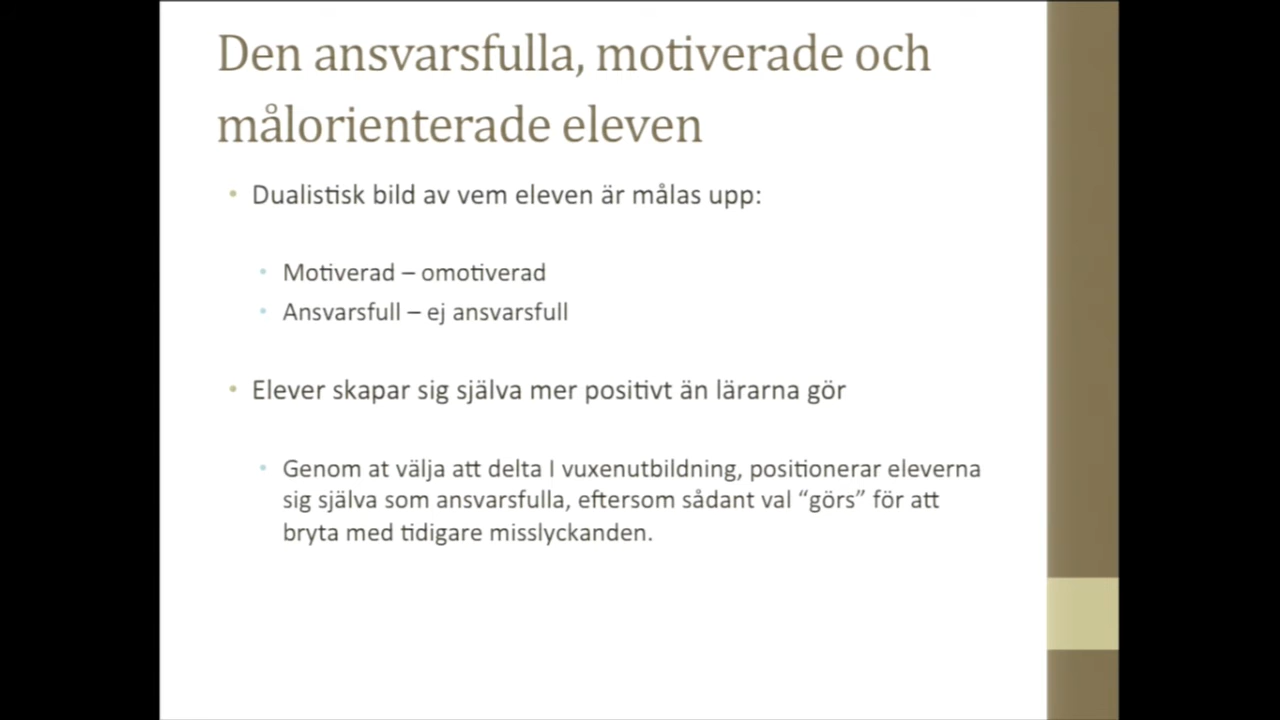 Den ansvarsfulla, motiverade och
målorienterade eleven
• Dualistisk bild av vem eleven är målas upp:
• Motiverad – omotiverad
• Ansvarsfull – ej ansvarsfull
• Elever skapar sig själva mer positivt än lärarna gör
• Genom at välja att delta I vuxenutbildning, positionerar eleverna
sig själva som ansvarsfulla, eftersom sådant val “görs” för att
bryta med tidigare misslyckanden.